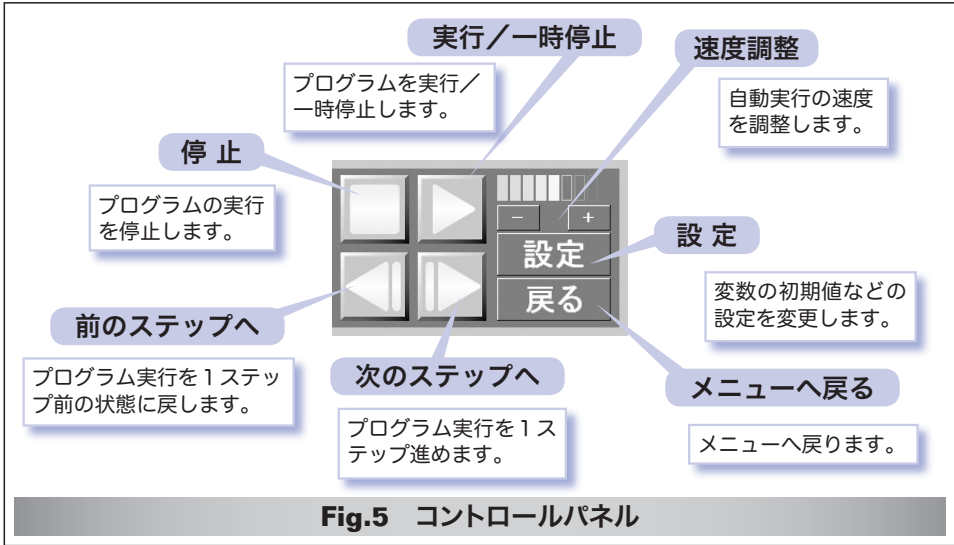 実行／一時停止
プログラムを実行／
一時停止します。
速度調整
自動実行の速度
を調整します。
停 止
プログラムの実行
を停止します。
－
＋
設定
戻る
設 定
変数の初期値などの
設定を変更します。
前のステップへ
プログラム実行を１ステッ
プ前の状態に戻します。
次のステップへ
プログラム実行を１ス
テップ進めます。
メニューへ戻る
メニューへ戻ります。
Fig.5　コントロールパネル